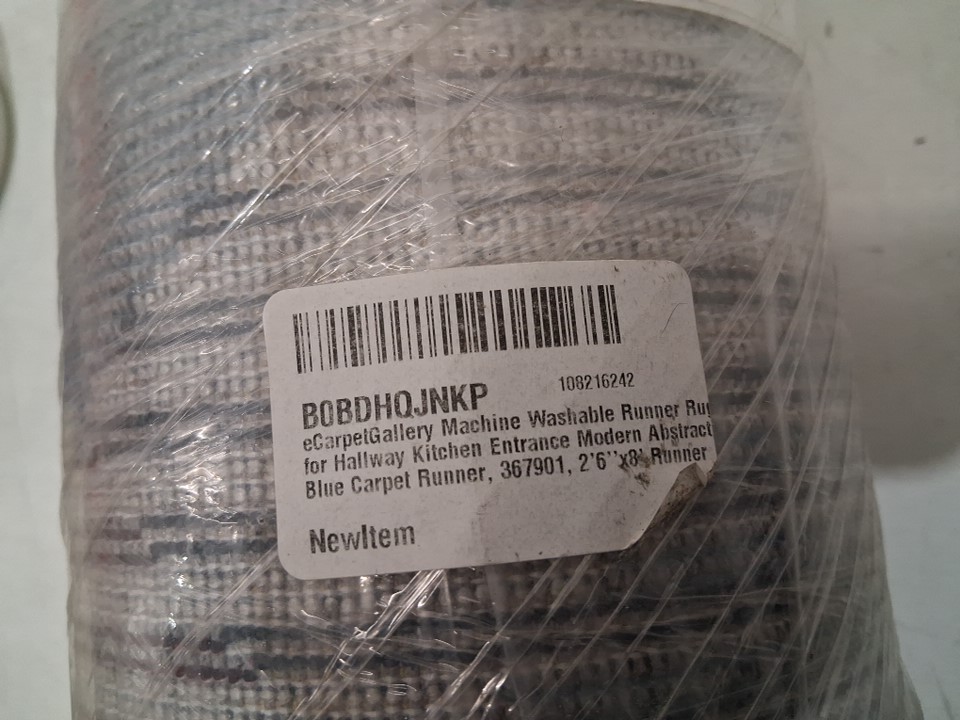 B0BDHQJNKP
108216242
eCarpetGallery Machine Washable Runner Rug
for Hallway Kitchen Entrance Modern Abstract
Blue Carpet Runner, 367901, 2'6''x8' Runner
NewItem